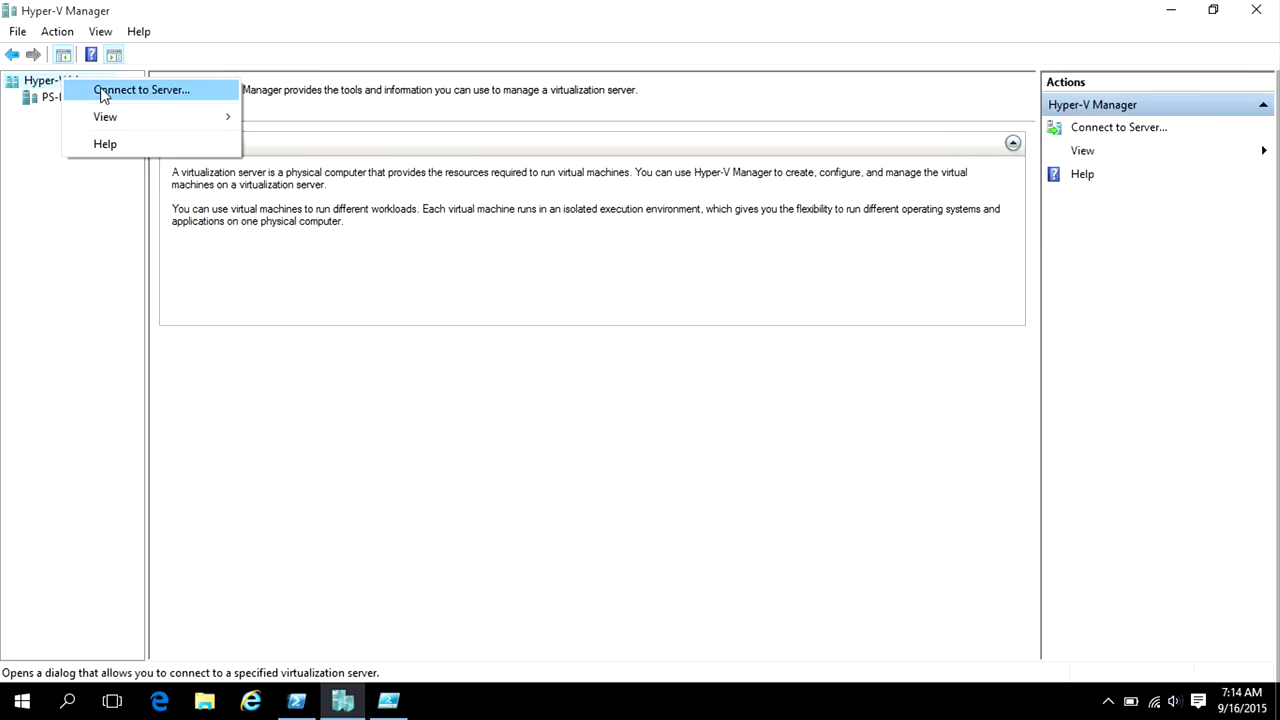 Hyper-V Manager
File Action View Help
Hyper-V
PS-
Connect to Server...
View
Help
Manager provides the tools and information you can use to manage a virtualization server.
A virtualization server is a physical computer that provides the resources required to run virtual machines. You can use Hyper-V Manager to create, configure, and manage the virtual
machines on a virtualization server.
You can use virtual machines to run different workloads. Each virtual machine runs in an isolated execution environment, which gives you the flexibility to run different operating systems and
applications on one physical computer.
Actions
Hyper-V Manager
Connect to Server...
View
Help
Opens a dialog that allows you to connect to a specified virtualization server.
7:14 AM
9/16/2015